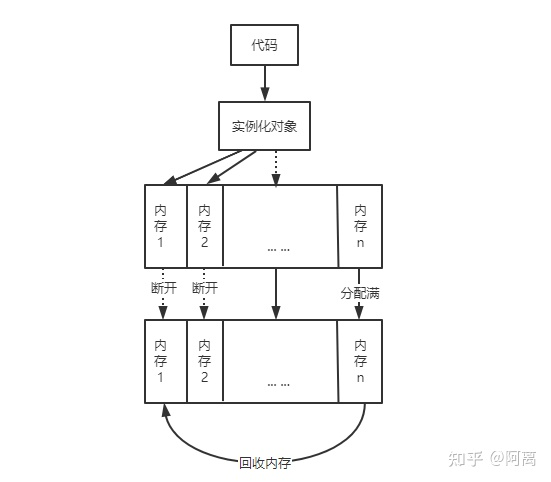 代码
实例化对象
内存1
内存2
... ...
内存n
断开
断开
分配满
内存1
内存2
... ...
内存n
回收内存
知乎 @阿离